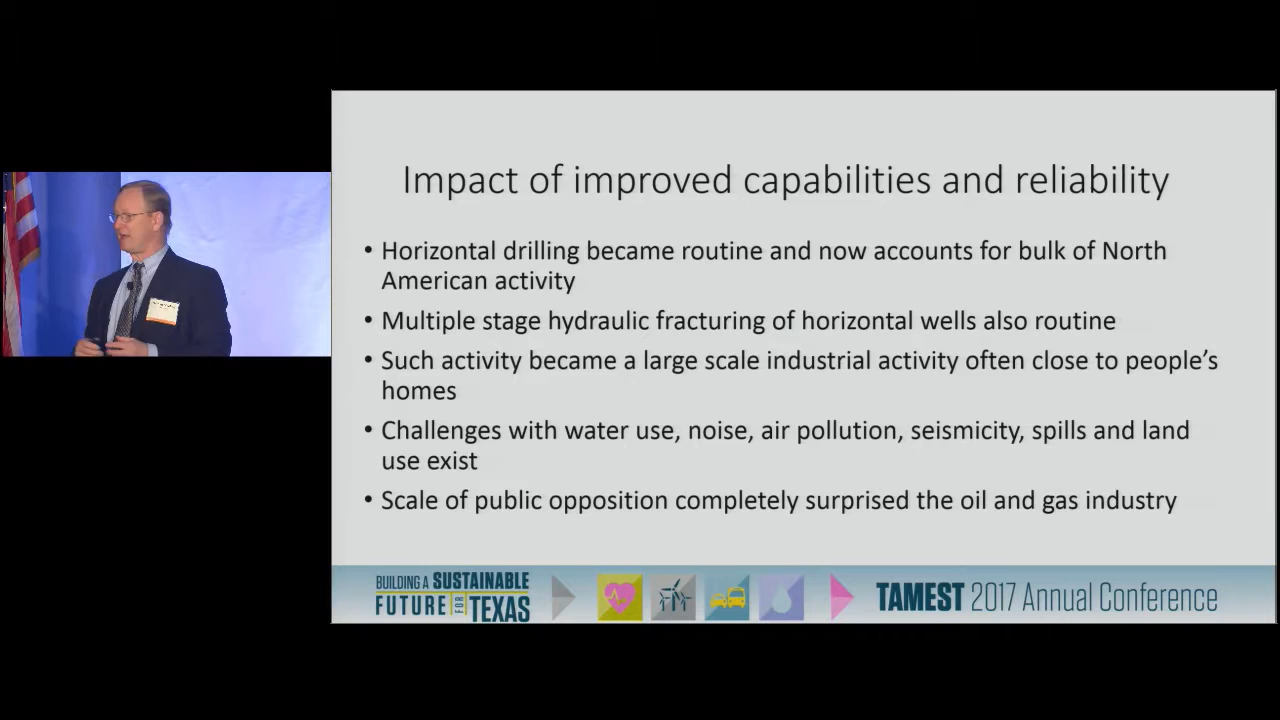 Impact of improved capabilities and reliability
• Horizontal drilling became routine and now accounts for bulk of North
American activity
• Multiple stage hydraulic fracturing of horizontal wells also routine
• Such activity became a large scale industrial activity often close to people’s
homes
• Challenges with water use, noise, air pollution, seismicity, spills and land
use exist
• Scale of public opposition completely surprised the oil and gas industry
BUILDING A SUSTAINABLE
FUTURE FOR TEXAS
TAMEST 2017 Annual Conference